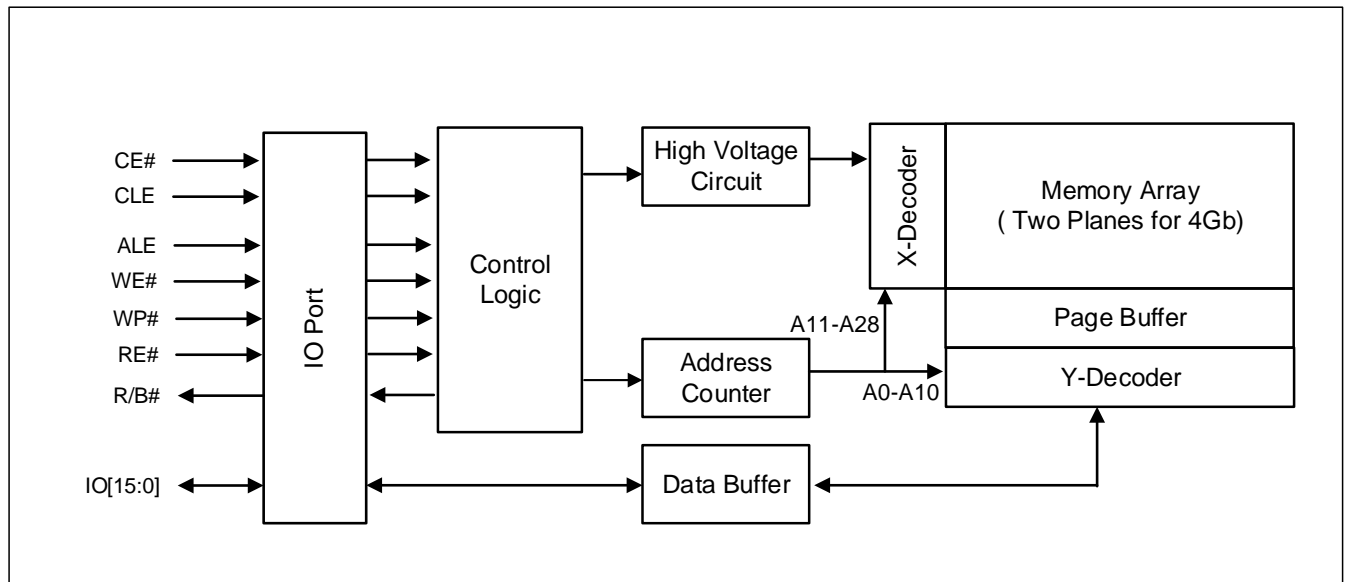 CE#
CLE
ALE
WE#
WP#
RE#
R/B#
IO[15:0]
IO Port
Control
Logic
High Voltage
Circuit
Address
Counter
Data Buffer
X-Decoder
A11-A28
A0-A10
Memory Array
( Two Planes for 4Gb)
Page Buffer
Y-Decoder